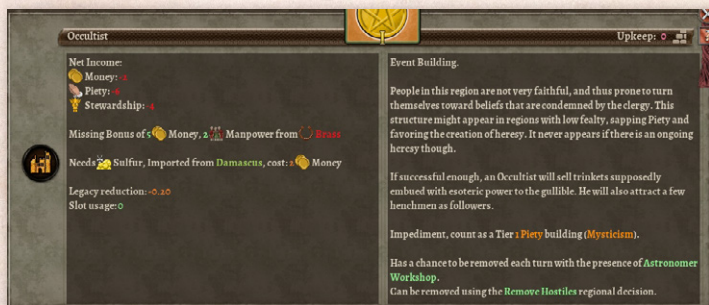 Occultist
Upkeep: 0
Net Income:
Money: -2
Piety: -6
Stewardship: -4
Missing Bonus of 5 Money, 2 Manpower from Brass
Needs Sulfur, Imported from Damascus, cost: 2 Money
Legacy reduction: -0.20
Slot usage:0
Event Building.
People in this region are not very faithful, and thus prone to turn
themselves toward beliefs that are condemned by the clergy. This
structure might appear in regions with low fealty, sapping Piety and
favoring the creation of heresy. It never appears if there is an ongoing
heresy though.
If successful enough, an Occultist will sell trinkets supposedly
embued with esoteric power to the gullible. He will also attract a few
henchmen as followers.
Impediment, count as a Tier 1 Piety building (Mysticism).
Has a chance to be removed each turn with the presence of Astronomer
Workshop.
Can be removed using the Remove Hostiles regional decision.